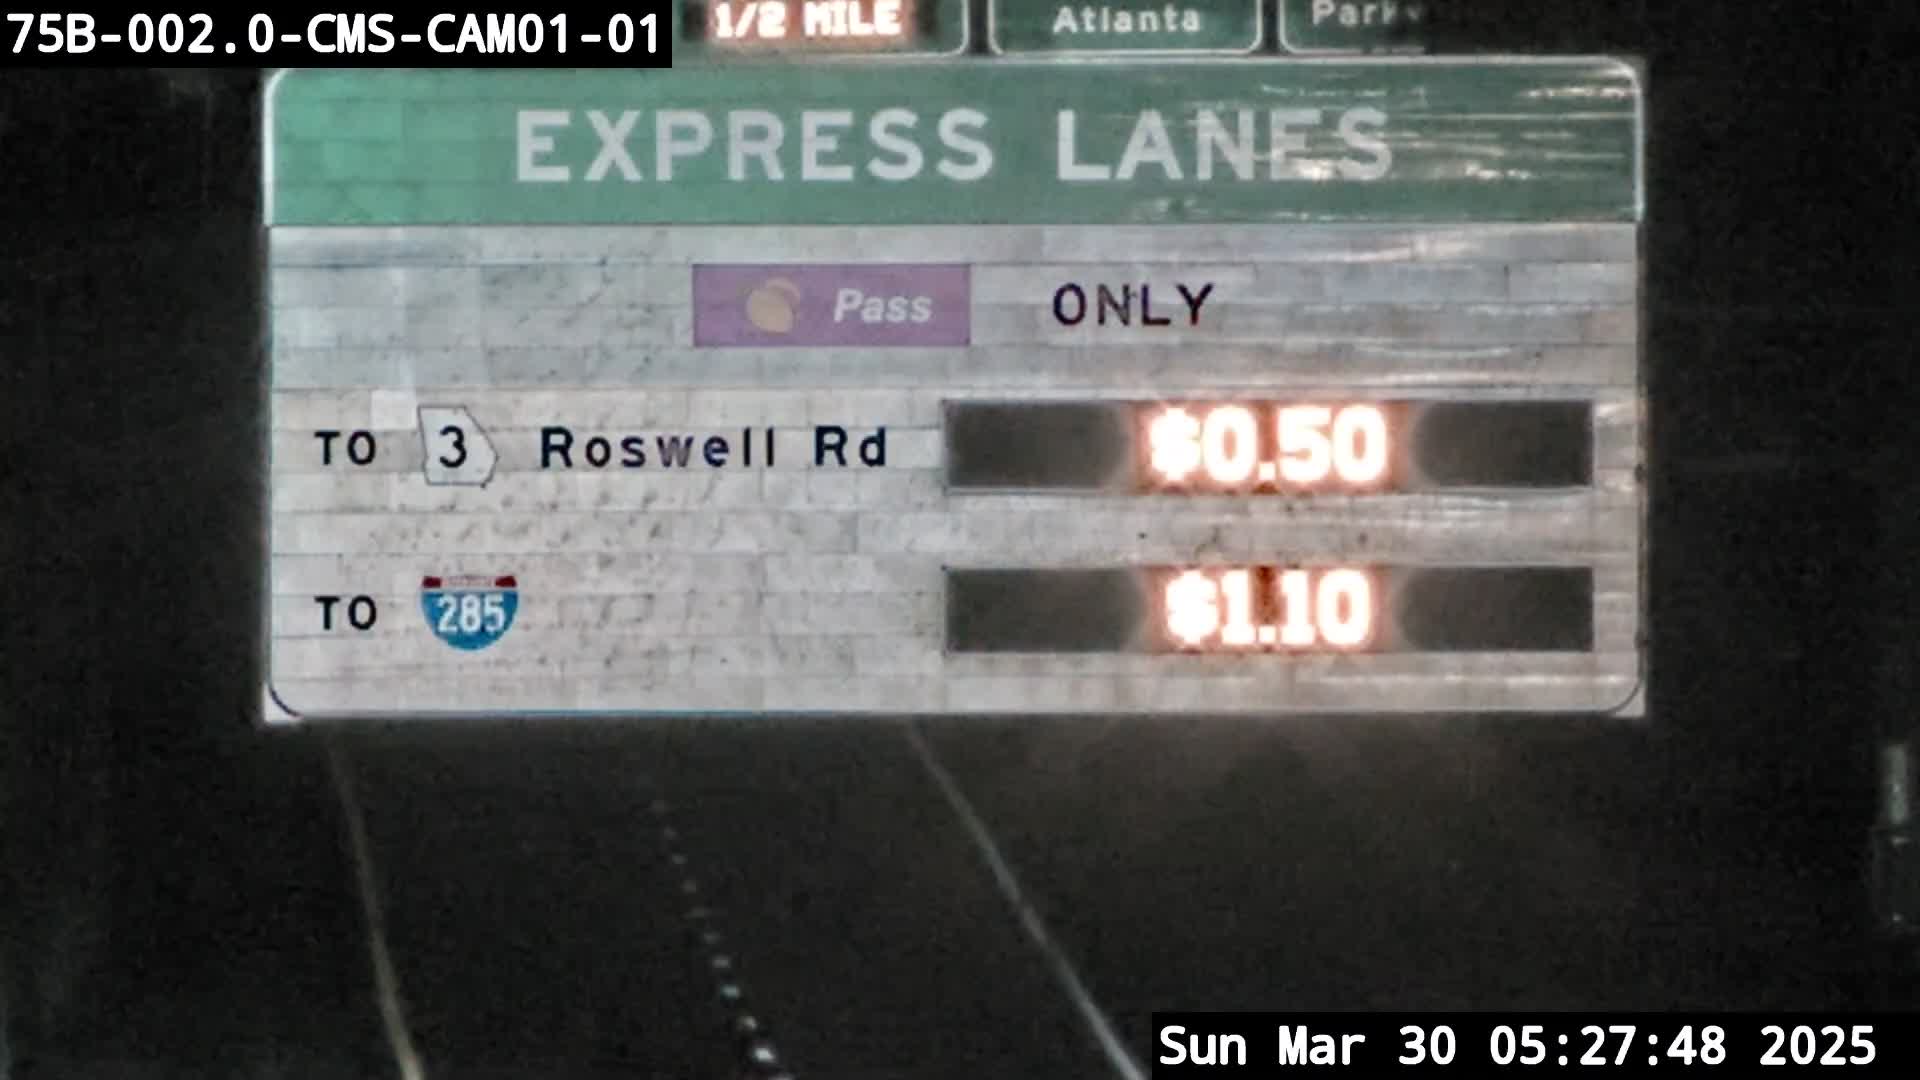 75B-002.0-CMS-CAM01-01
1/2 MILE
Atlanta
EXPRESS LANES
Pass ONLY
TO 3 Roswell Rd $0.50
TO 285 $1.10
Sun Mar 30 05:27:48 2025